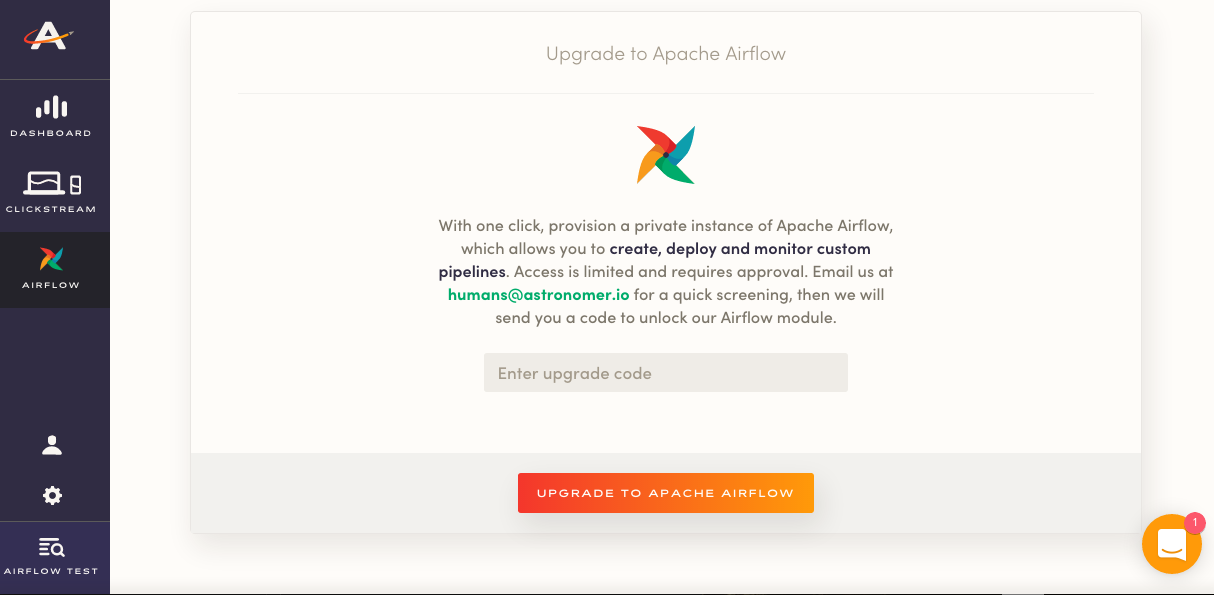 Upgrade to Apache Airflow
DASHBOARD
CLICKSTREAM
AIRFLOW
AIRFLOW TEST
With one click, provision a private instance of Apache Airflow,
which allows you to create, deploy and monitor custom
pipelines. Access is limited and requires approval. Email us at
humans@astronomer.io for a quick screening, then we will
send you a code to unlock our Airflow module.
Enter upgrade code
UPGRADE TO APACHE AIRFLOW
1